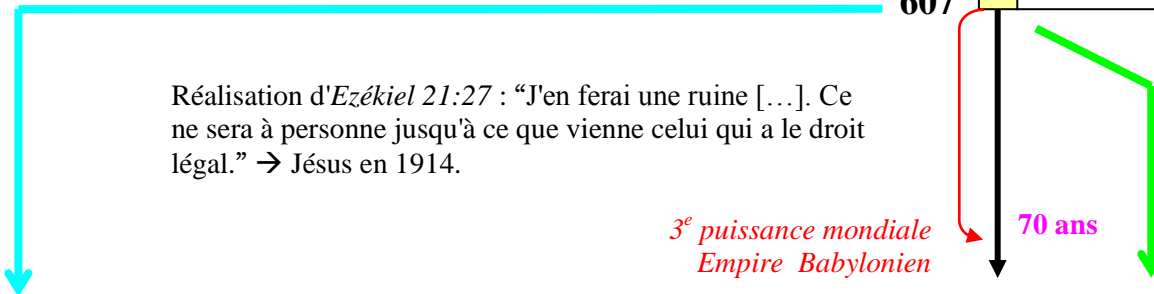 607
Réalisation d'Ezékiel 21:27 : “J'en ferai une ruine […]. Ce
ne sera à personne jusqu'à ce que vienne celui qui a le droit
légal.” → Jésus en 1914.
3e puissance mondiale
Empire Babylonien
70 ans